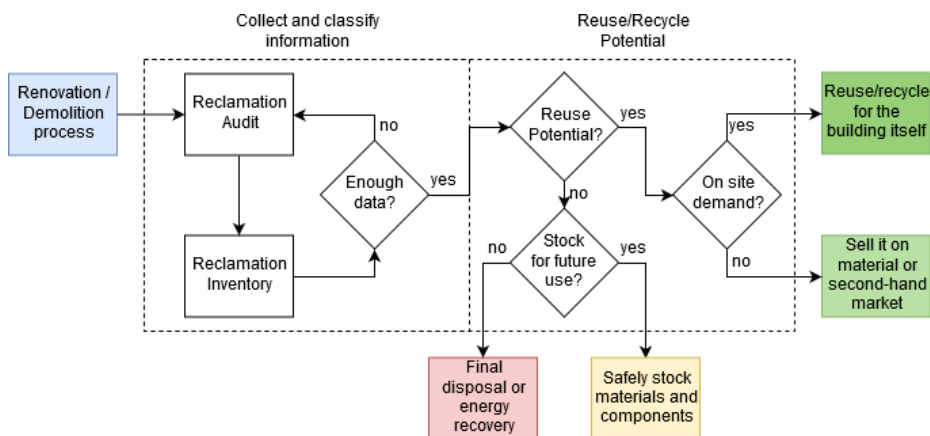 Collect and classify
information
Reuse/Recycle
Potential
Renovation /
Demolition
process
Reclamation
Audit
no
Enough
data?
yes
Reclamation
Inventory
Reuse
Potential?
yes
no
On site
demand?
yes
no
Stock
for future
use?
no
yes
Reuse/recycle
for the
building itself
Sell it on
material or
second-hand
market
Final
disposal or
energy
recovery
Safely stock
materials and
components